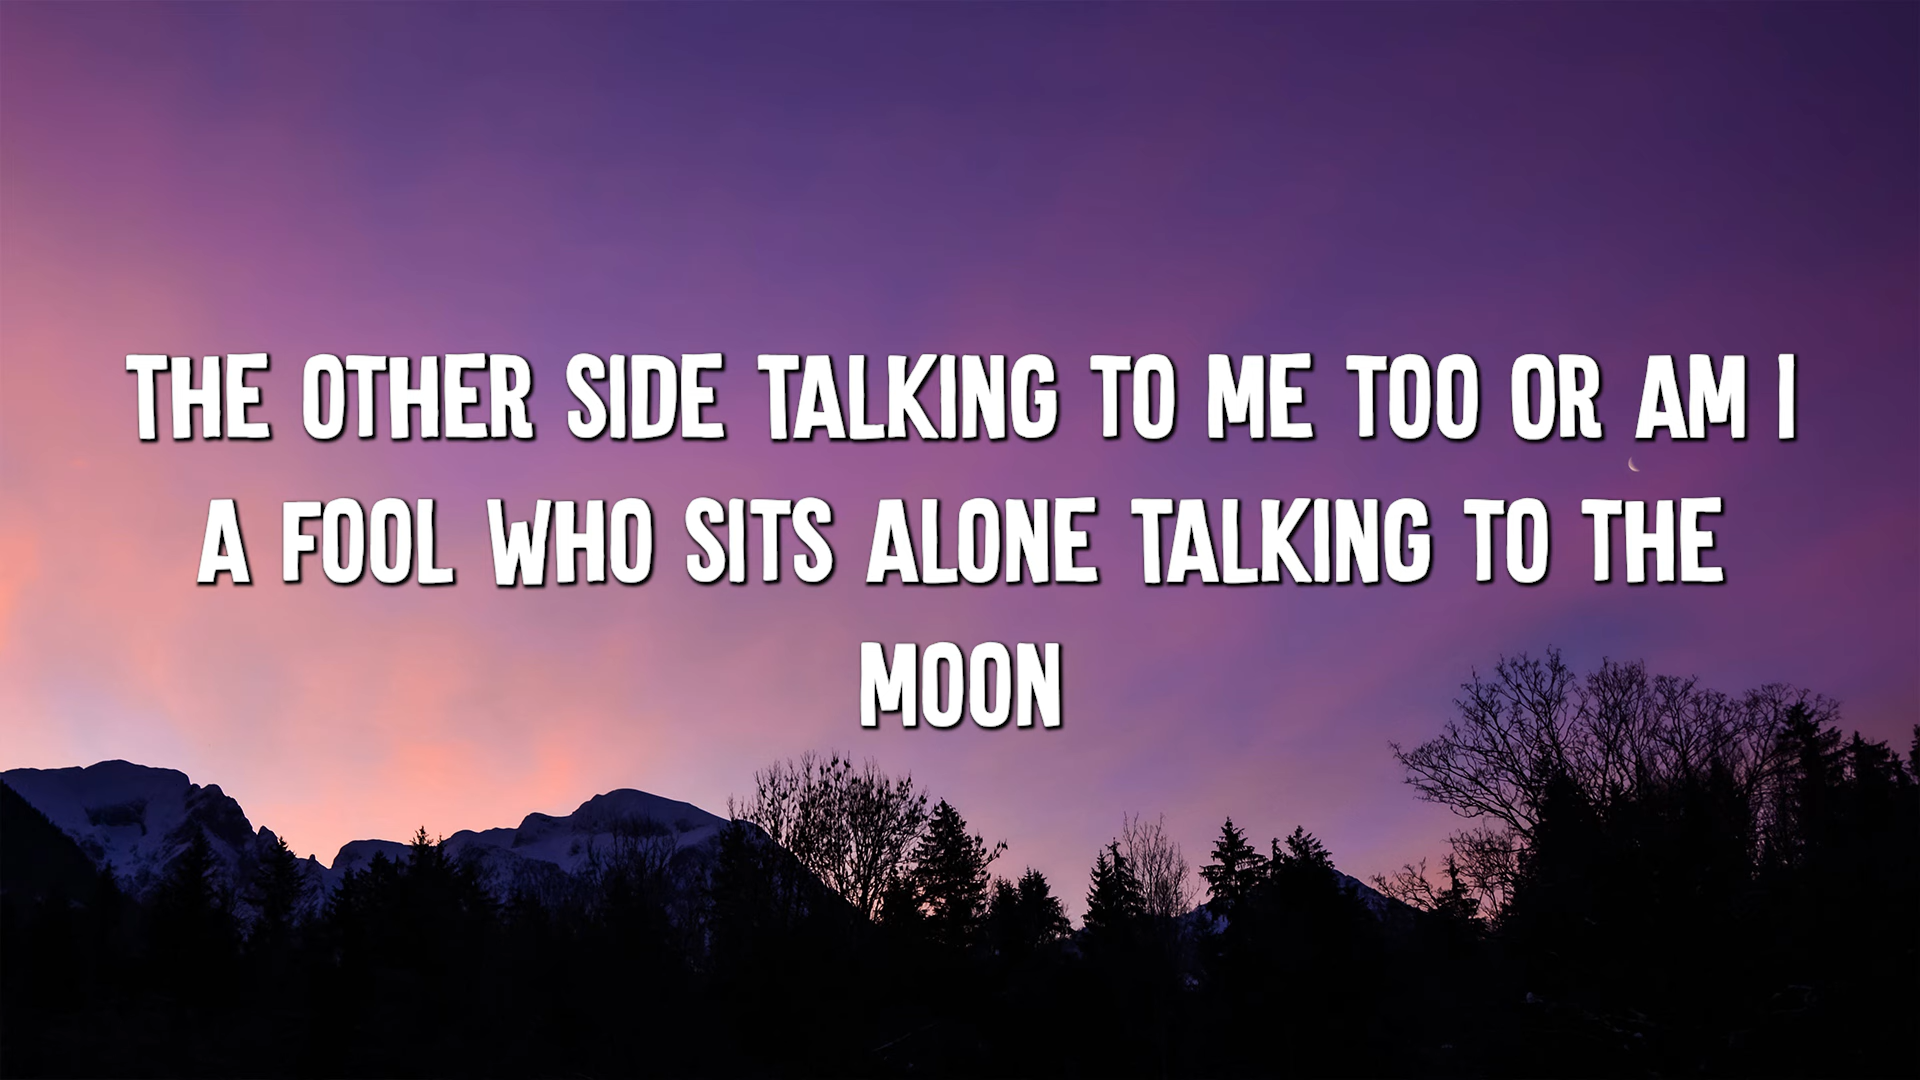 THE OTHER SIDE TALKING TO ME TOO OR AM I
A FOOL WHO SITS ALONE TALKING TO THE
MOON